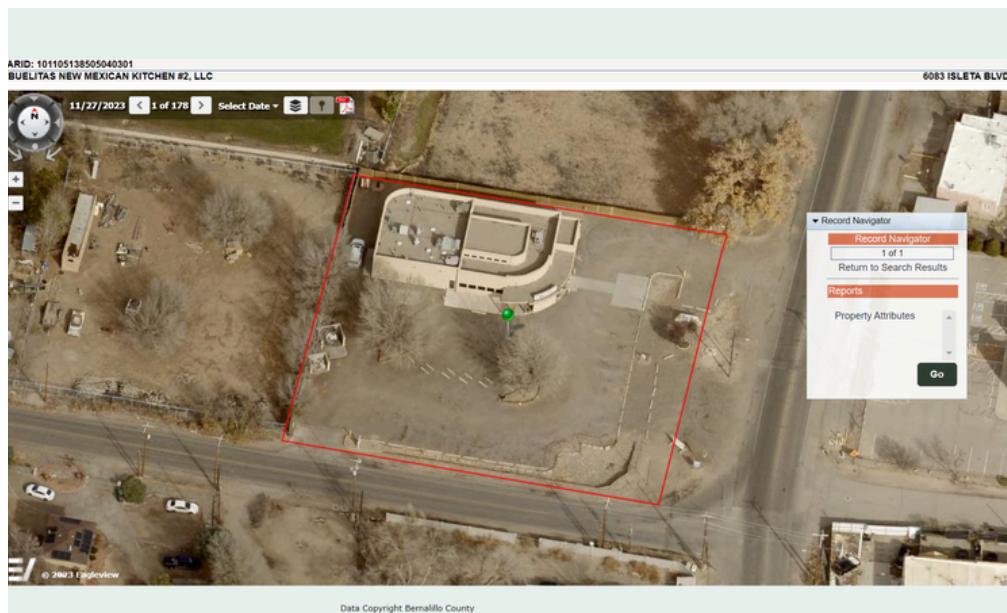 ARID: 101105138505040301
BUELITAS NEW MEXICAN KITCHEN #2, LLC
6083 ISLETA BLVD
11/27/2023
1 of 178
Select Date
N
PDF
+
−
Record Navigator
Record Navigator
1 of 1
Return to Search Results
Reports
Property Attributes
Go
© 2023 Eagleview
Data Copyright Bernalillo County